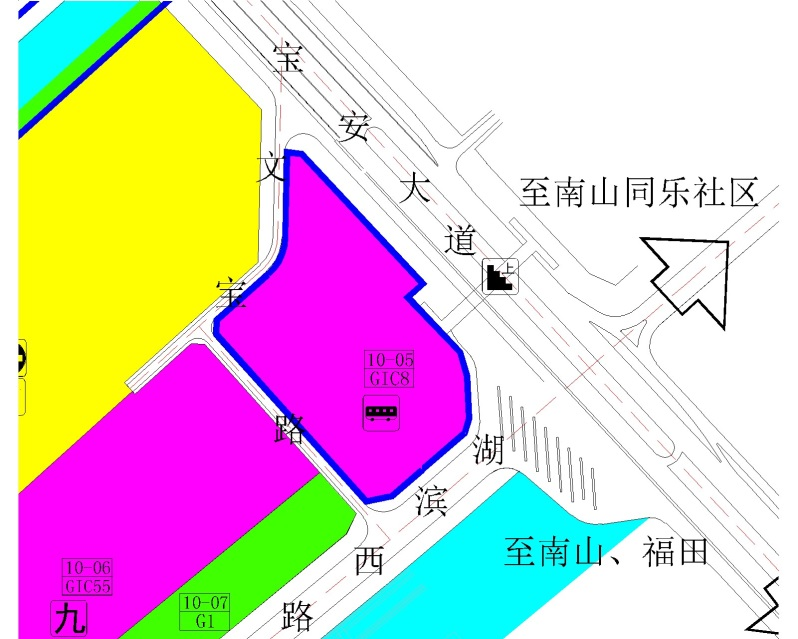 宝安大道
文宝路
至南山同乐社区
上
10-05
GIC8
湖滨西路
至南山、福田
10-06
GIC55
九
10-07
G1